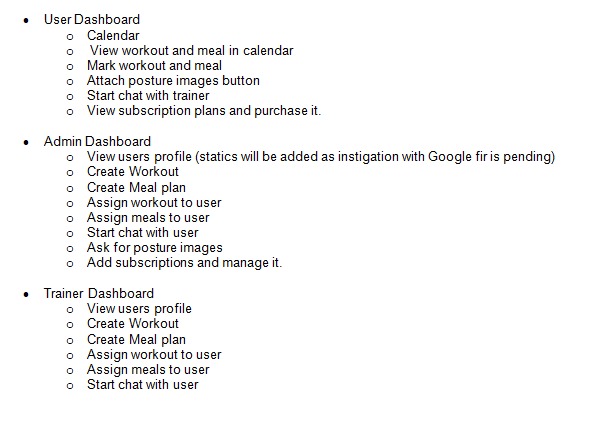 • User Dashboard
o Calendar
o View workout and meal in calendar
o Mark workout and meal
o Attach posture images button
o Start chat with trainer
o View subscription plans and purchase it.
• Admin Dashboard
o View users profile (statics will be added as instigation with Google fir is pending)
o Create Workout
o Create Meal plan
o Assign workout to user
o Assign meals to user
o Start chat with user
o Ask for posture images
o Add subscriptions and manage it.
• Trainer Dashboard
o View users profile
o Create Workout
o Create Meal plan
o Assign workout to user
o Assign meals to user
o Start chat with user